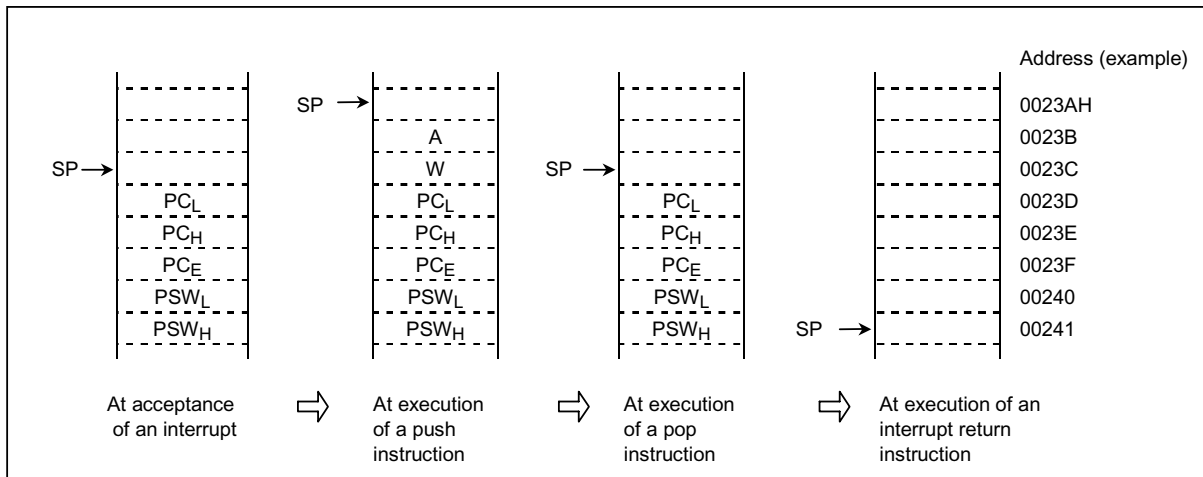 Address (example)
SP 0023AH
A 0023B
SP W SP 0023C
PCL PCL PCL 0023D
PCH PCH PCH 0023E
PCE PCE PCE 0023F
PSWL PSWL PSWL 00240
PSWH PSWH PSWH SP 00241
At acceptance
of an interrupt
At execution
of a push
instruction
At execution
of a pop
instruction
At execution of an
interrupt return
instruction